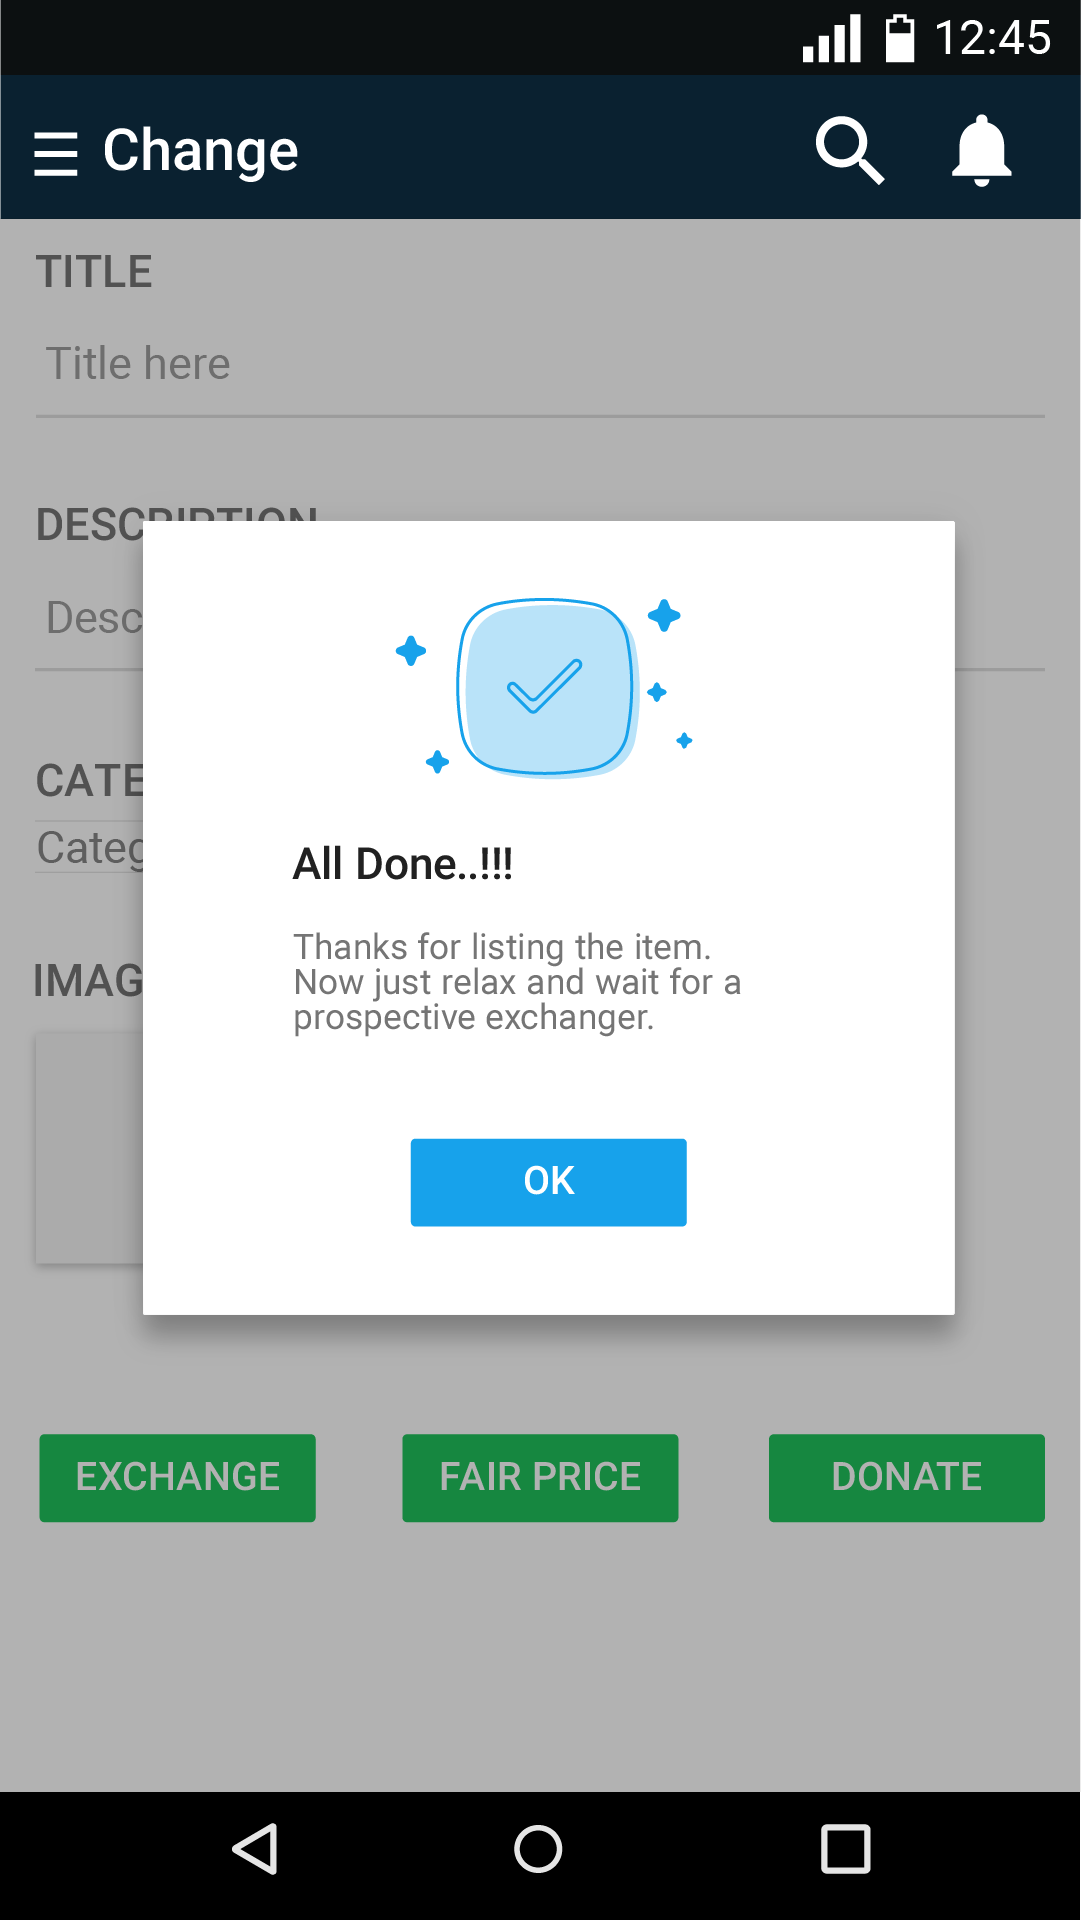 12:45
Change
TITLE
Title here
DESCRIPTION
Desc
CATE
Categ
IMAG
All Done..!!!
Thanks for listing the item.
Now just relax and wait for a
prospective exchanger.
OK
EXCHANGE
FAIR PRICE
DONATE